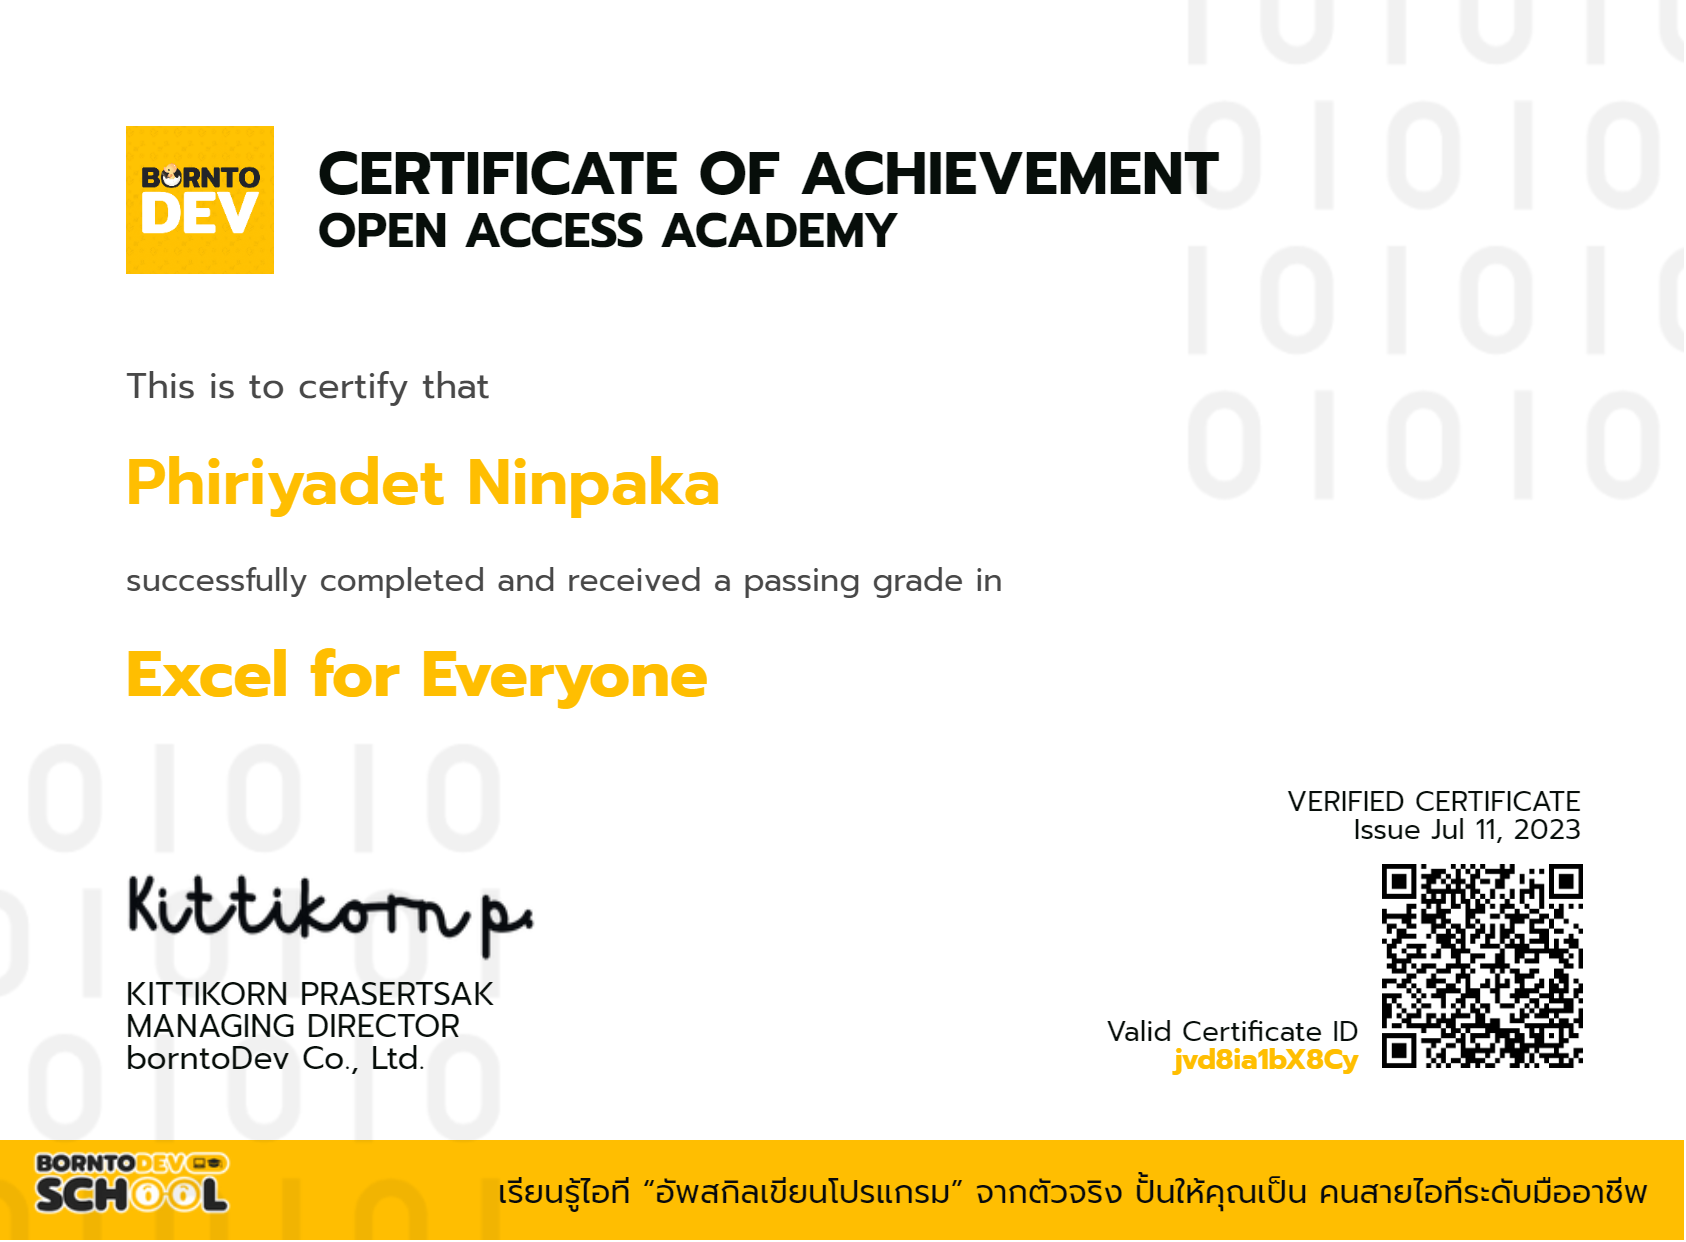 BORNTO
DEV
CERTIFICATE OF ACHIEVEMENT
OPEN ACCESS ACADEMY
This is to certify that
Phiriyadet Ninpaka
successfully completed and received a passing grade in
Excel for Everyone
VERIFIED CERTIFICATE
Issue Jul 11, 2023
Kittikorn p.
KITTIKORN PRASERTSAK
MANAGING DIRECTOR
borntoDev Co., Ltd.
Valid Certificate ID
jvd8ia1bX8Cy
BORNTODEV
SCHOOL
เรียนรู้ไอที “อัพสกิลเขียนโปรแกรม” จากตัวจริง ปั้นให้คุณเป็น คนสายไอทีระดับมืออาชีพ